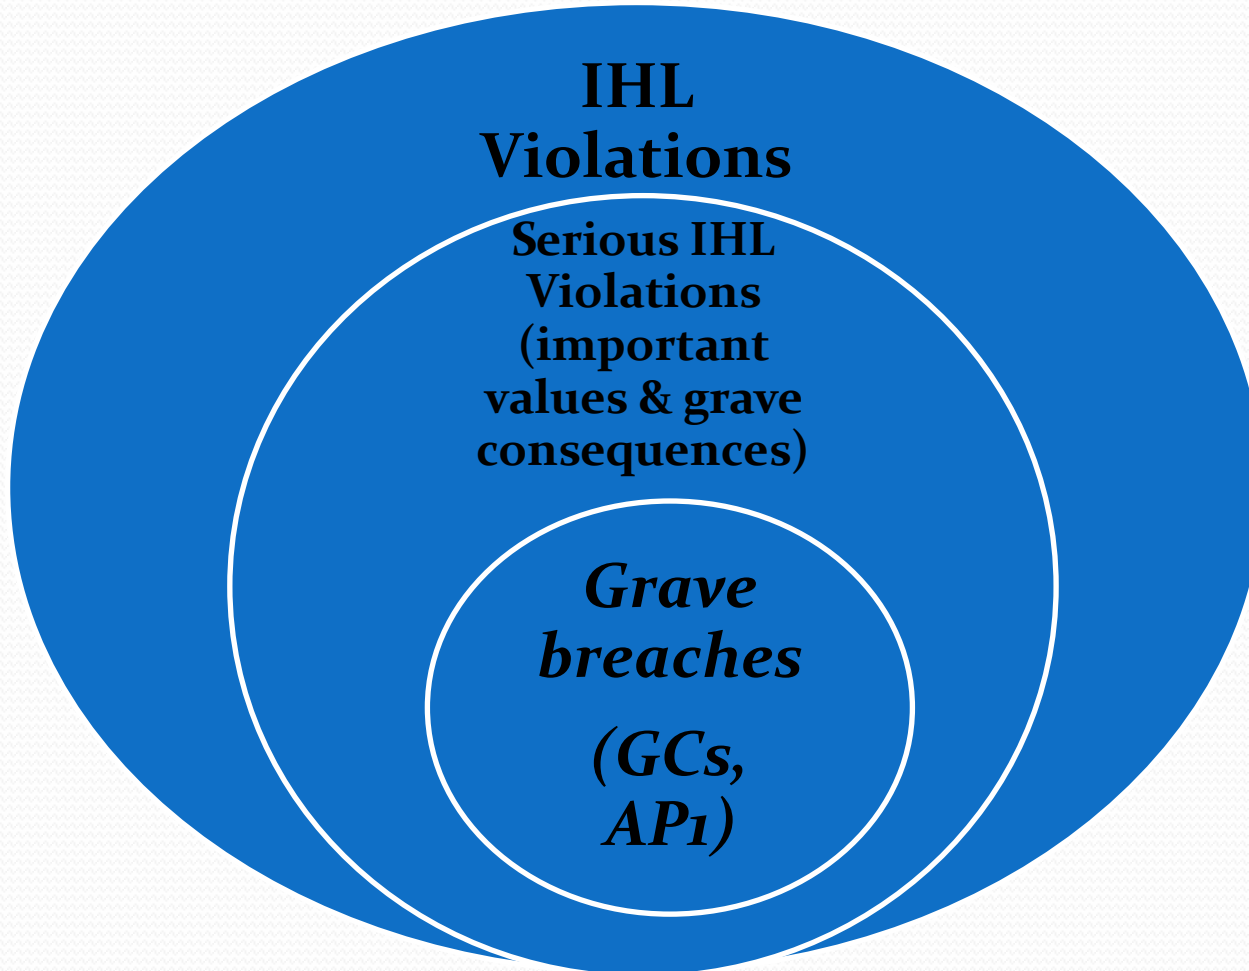 IHL
Violations
Serious IHL
Violations
(important
values & grave
consequences)
Grave
breaches
(GCs,
AP1)